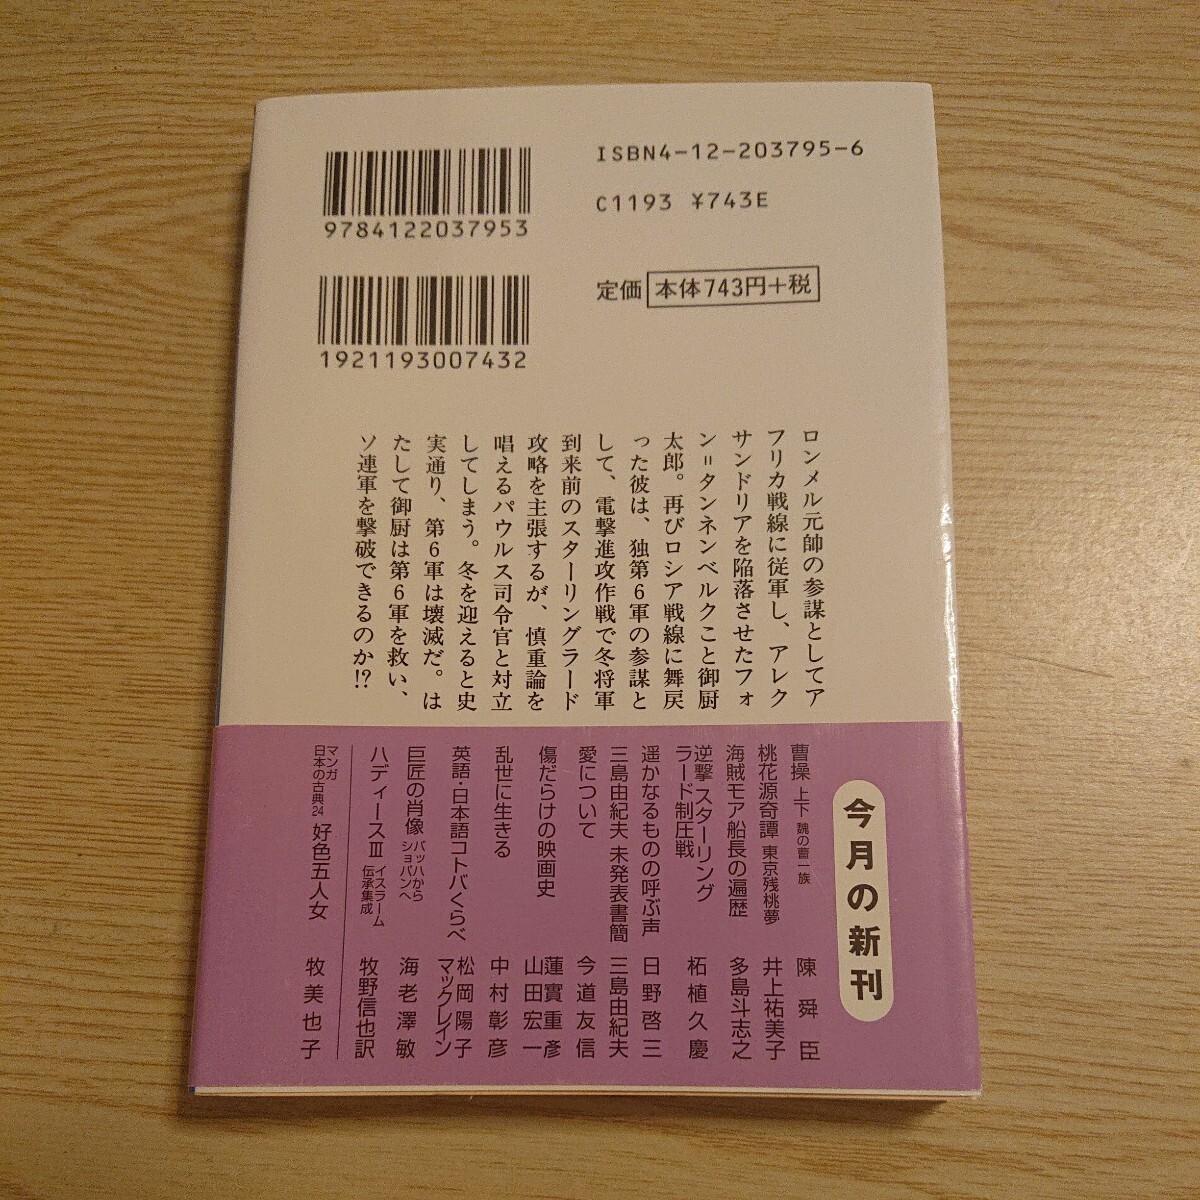 ISBN4-12-203795-6
C1193 ¥743E
9784122037953
定価 本体743円+税
1921193007432
ロンメル元帥の参謀としてア
フリカ戦線に従軍し、アレク
サンドリアを陥落させたフォ
ン=タンネンベルクこと御厨
太郎。再びロシア戦線に舞戻
った彼は、独第6軍の参謀と
して、電撃進攻作戦で冬将軍
到来前のスターリングラード
攻略を主張するが、慎重論を
唱えるパウルス司令官と対立
してしまう。冬を迎えると史
実通り、第6軍は壊滅だ。は
たして御厨は第6軍を救い、
ソ連軍を撃破できるのか!?
今月の新刊
曹操 上下 魏の曹一族 陳舜臣
桃花源奇譚 東京残桃夢 井上祐美子
海賊モア船長の遍歴 多島斗志之
逆撃 スターリング
ラード制圧戦 柘植久慶
遥かなるものの呼ぶ声 日野啓三
三島由紀夫 未発表書簡 三島由紀夫
愛について 今道友信
傷だらけの映画史 蓮實重彥
山田宏一
乱世に生きる 中村彰彦
英語・日本語コトバくらべ 松岡陽子
マックレイン
巨匠の肖像 バッハから
ショパンへ 海老澤敏
ハディースⅢ イスラーム
伝承集成 牧野信也訳
マンガ
日本の古典24 好色五人女 牧美也子